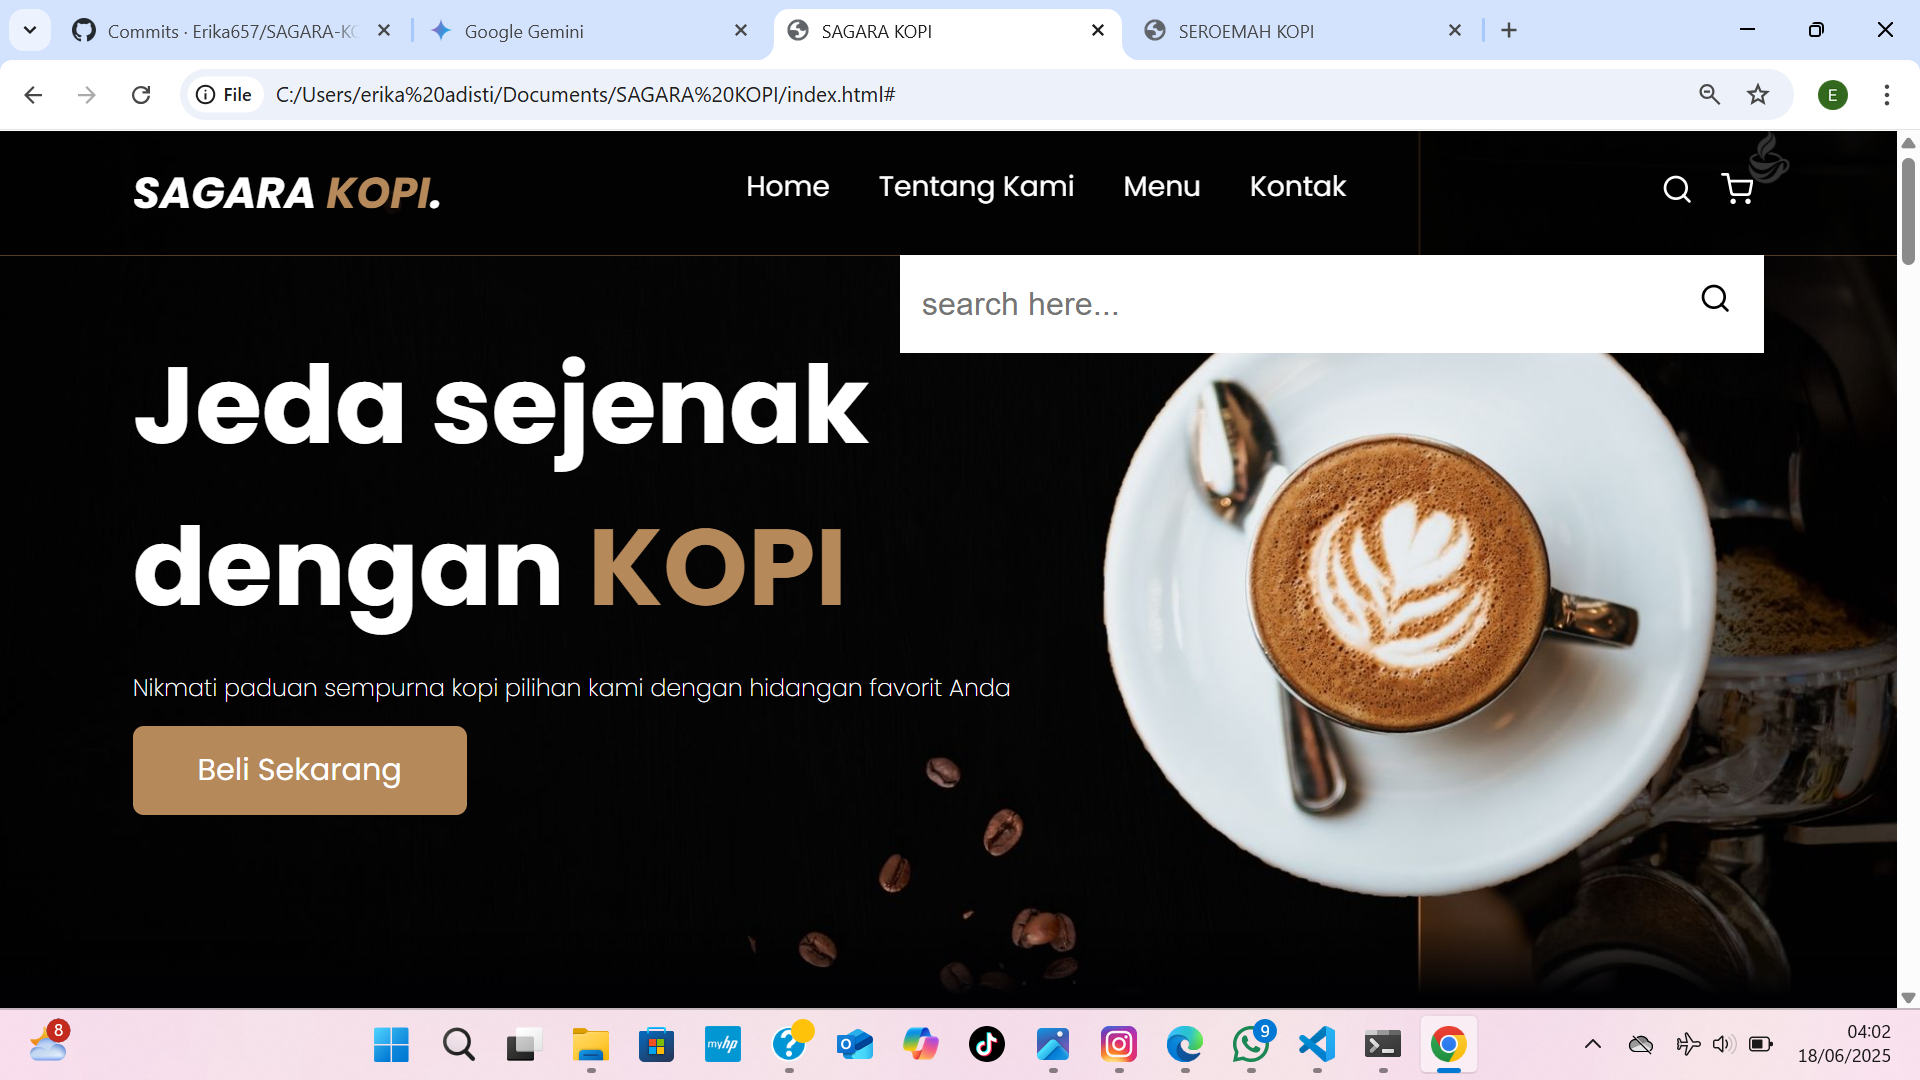 Commits · Erika657/SAGARA-KO
Google Gemini
SAGARA KOPI
SEROEMAH KOPI
File
C:/Users/erika%20adisti/Documents/SAGARA%20KOPI/index.html#
E
SAGARA KOPI.
Home
Tentang Kami
Menu
Kontak
search here...
Jeda sejenak
dengan KOPI
Nikmati paduan sempurna kopi pilihan kami dengan hidangan favorit Anda
Beli Sekarang
8
myhp
9
04:02
18/06/2025